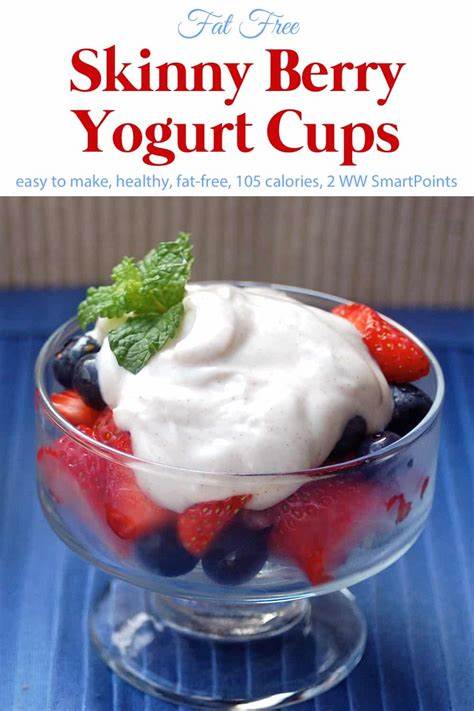 Fat Free
Skinny Berry
Yogurt Cups
easy to make, healthy, fat-free, 105 calories, 2 WW SmartPoints